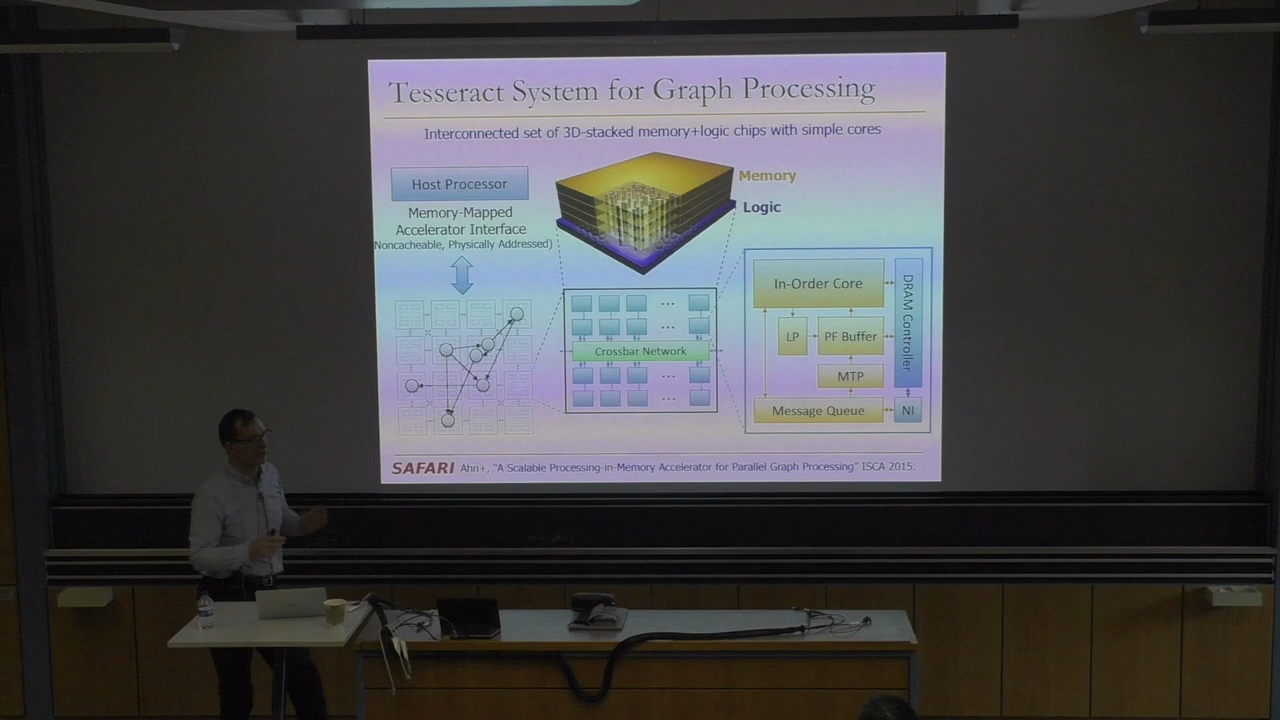 Tesseract System for Graph Processing
Interconnected set of 3D-stacked memory+logic chips with simple cores
Host Processor
Memory-Mapped
Accelerator Interface
Noncacheable, Physically Addressed)
Memory
Logic
...
...
Crossbar Network
...
...
In-Order Core
LP
PF Buffer
MTP
Message Queue
DRAM Controller
NI
SAFARI Ahn+, "A Scalable Processing-in-Memory Accelerator for Parallel Graph Processing" ISCA 2015.